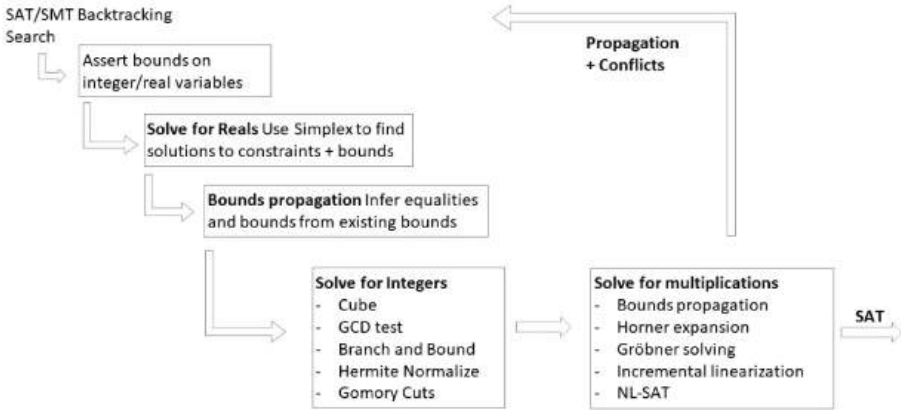 SAT/SMT Backtracking
Search
Assert bounds on
integer/real variables
Solve for Reals Use Simplex to find
solutions to constraints + bounds
Bounds propagation Infer equalities
and bounds from existing bounds
Solve for Integers
- Cube
- GCD test
- Branch and Bound
- Hermite Normalize
- Gomory Cuts
Solve for multiplications
- Bounds propagation
- Horner expansion
- Gröbner solving
- Incremental linearization
- NL-SAT
Propagation
+ Conflicts
SAT